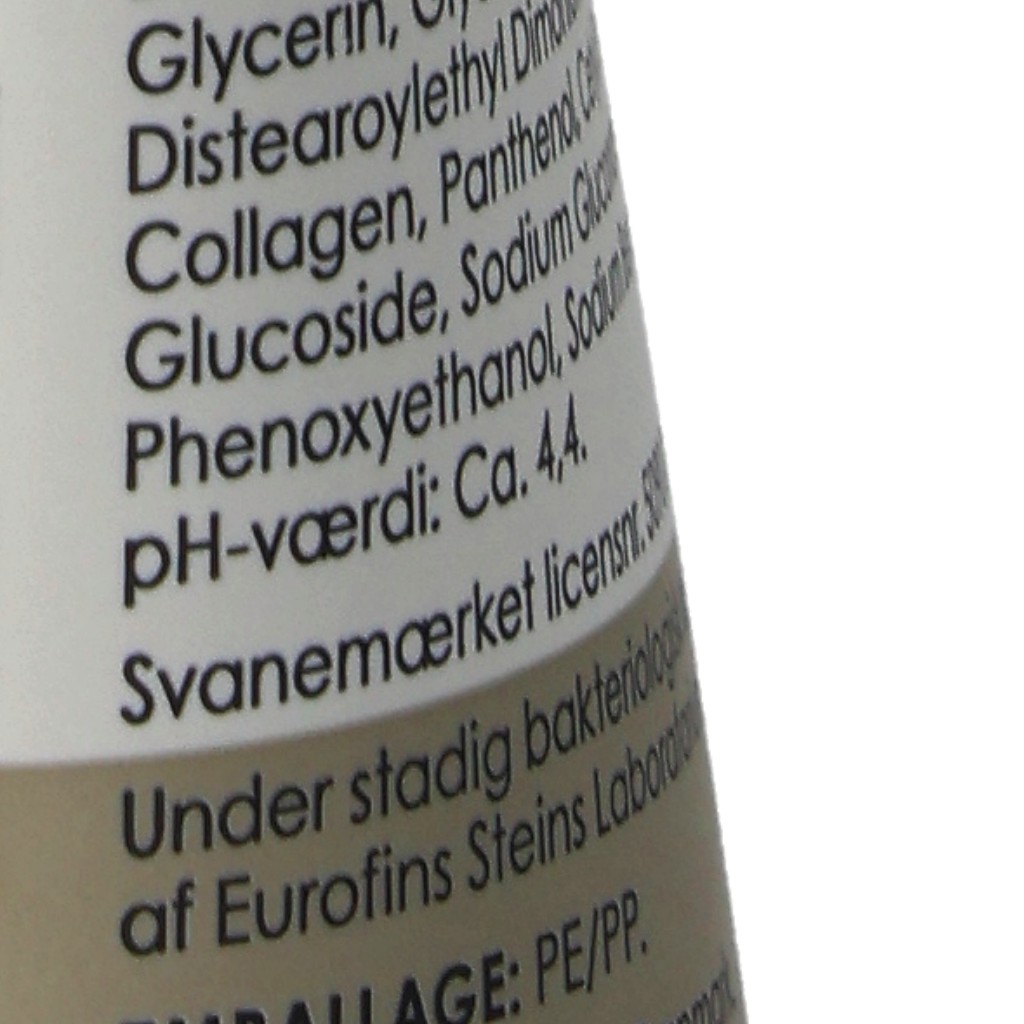 Glycerin,
Distearoylethyl
Collagen, Panthenol,
Glucoside, Sodium
Phenoxyethanol,
pH-værdi: Ca. 4,4.
Svanemærket licensnr.
Under stadig
af Eurofins Steins
EMBALLAGE: PE/PP.